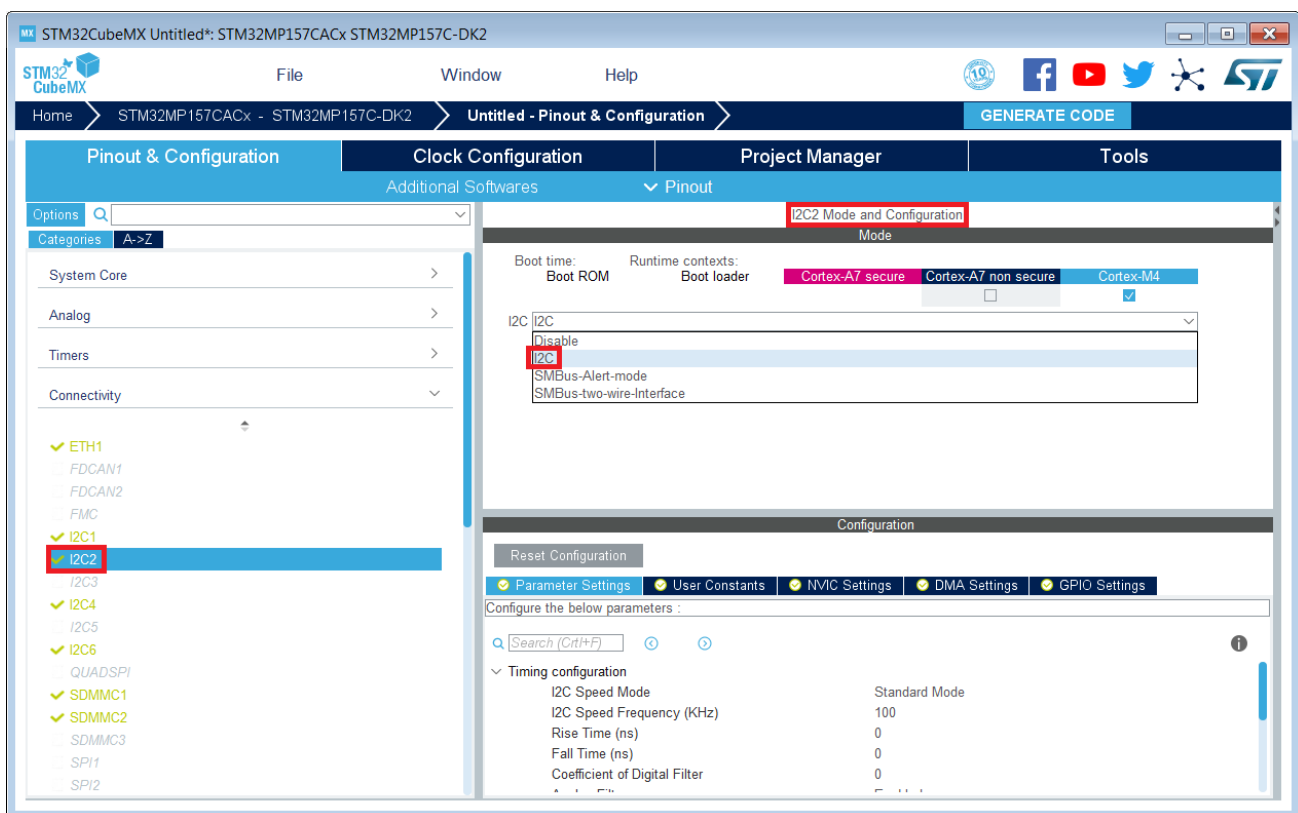 MX STM32CubeMX Untitled*: STM32MP157CACx STM32MP157C-DK2
STM32 CubeMX
File Window Help
10
Home STM32MP157CACx - STM32MP157C-DK2 Untitled - Pinout & Configuration GENERATE CODE
Pinout & Configuration Clock Configuration Project Manager Tools
Additional Softwares Pinout
Options
Categories A->Z
System Core
Analog
Timers
Connectivity
ETH1
FDCAN1
FDCAN2
FMC
I2C1
I2C2
I2C3
I2C4
I2C5
I2C6
QUADSPI
SDMMC1
SDMMC2
SDMMC3
SPI1
SPI2
I2C2 Mode and Configuration
Mode
Boot time: Runtime contexts:
Boot ROM Boot loader Cortex-A7 secure Cortex-A7 non secure Cortex-M4
I2C I2C
Disable
I2C
SMBus-Alert-mode
SMBus-two-wire-Interface
Configuration
Reset Configuration
Parameter Settings User Constants NVIC Settings DMA Settings GPIO Settings
Configure the below parameters :
Search (Crtl+F)
Timing configuration
I2C Speed Mode Standard Mode
I2C Speed Frequency (KHz) 100
Rise Time (ns) 0
Fall Time (ns) 0
Coefficient of Digital Filter 0